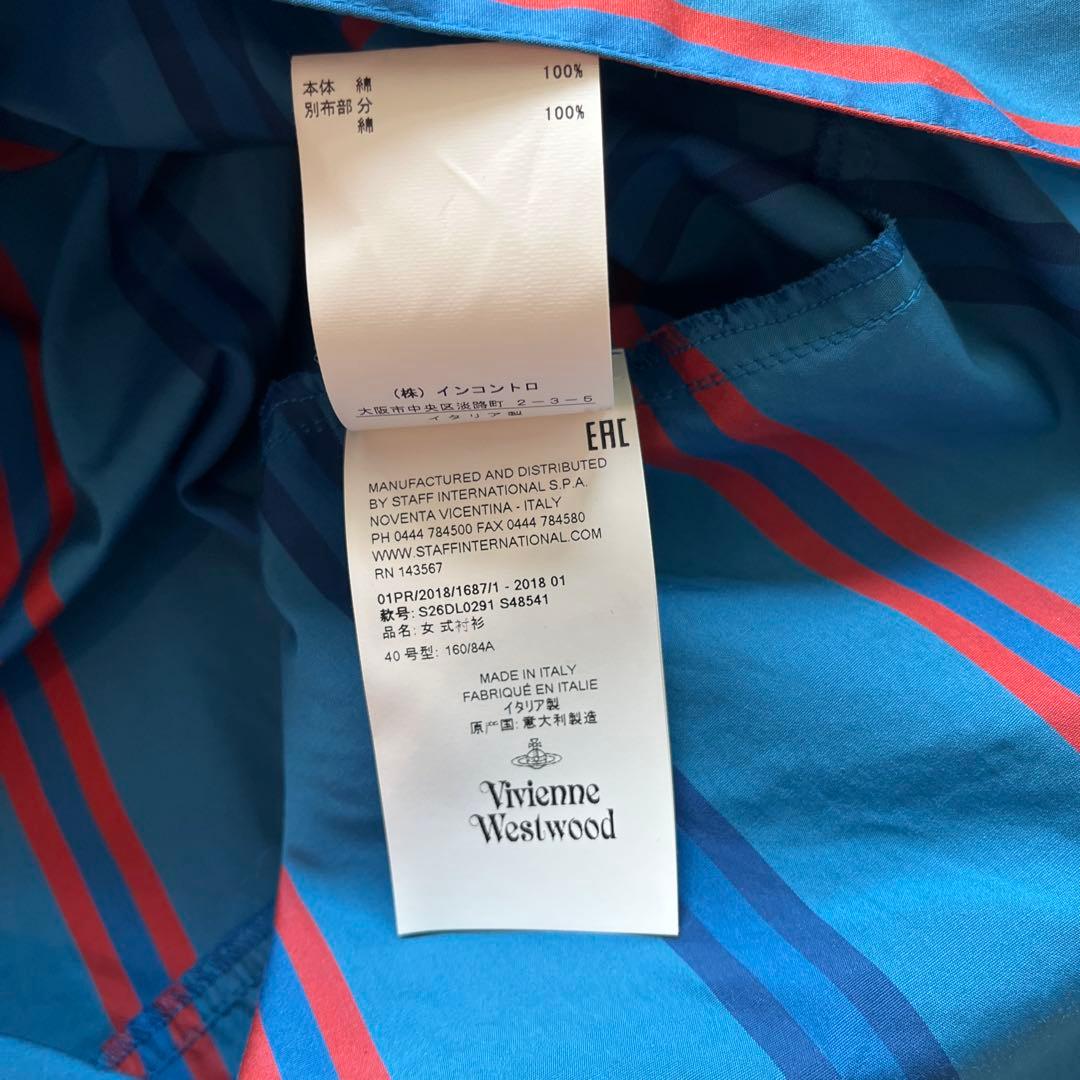 本体 綿 100%
別布部分
綿 100%
(株) インコントロ
大阪市中央区淡路町 2-3-5
イタリア製
EAC
MANUFACTURED AND DISTRIBUTED
BY STAFF INTERNATIONAL S.P.A.
NOVENTA VICENTINA - ITALY
PH 0444 784500 FAX 0444 784580
WWW.STAFFINTERNATIONAL.COM
RN 143567
01PR/2018/1687/1 - 2018 01
款号: S26DL0291 S48541
品名: 女式衬衫
40 号型: 160/84A
MADE IN ITALY
FABRIQUÉ EN ITALIE
イタリア製
原产国: 意大利製造
Vivienne
Westwood